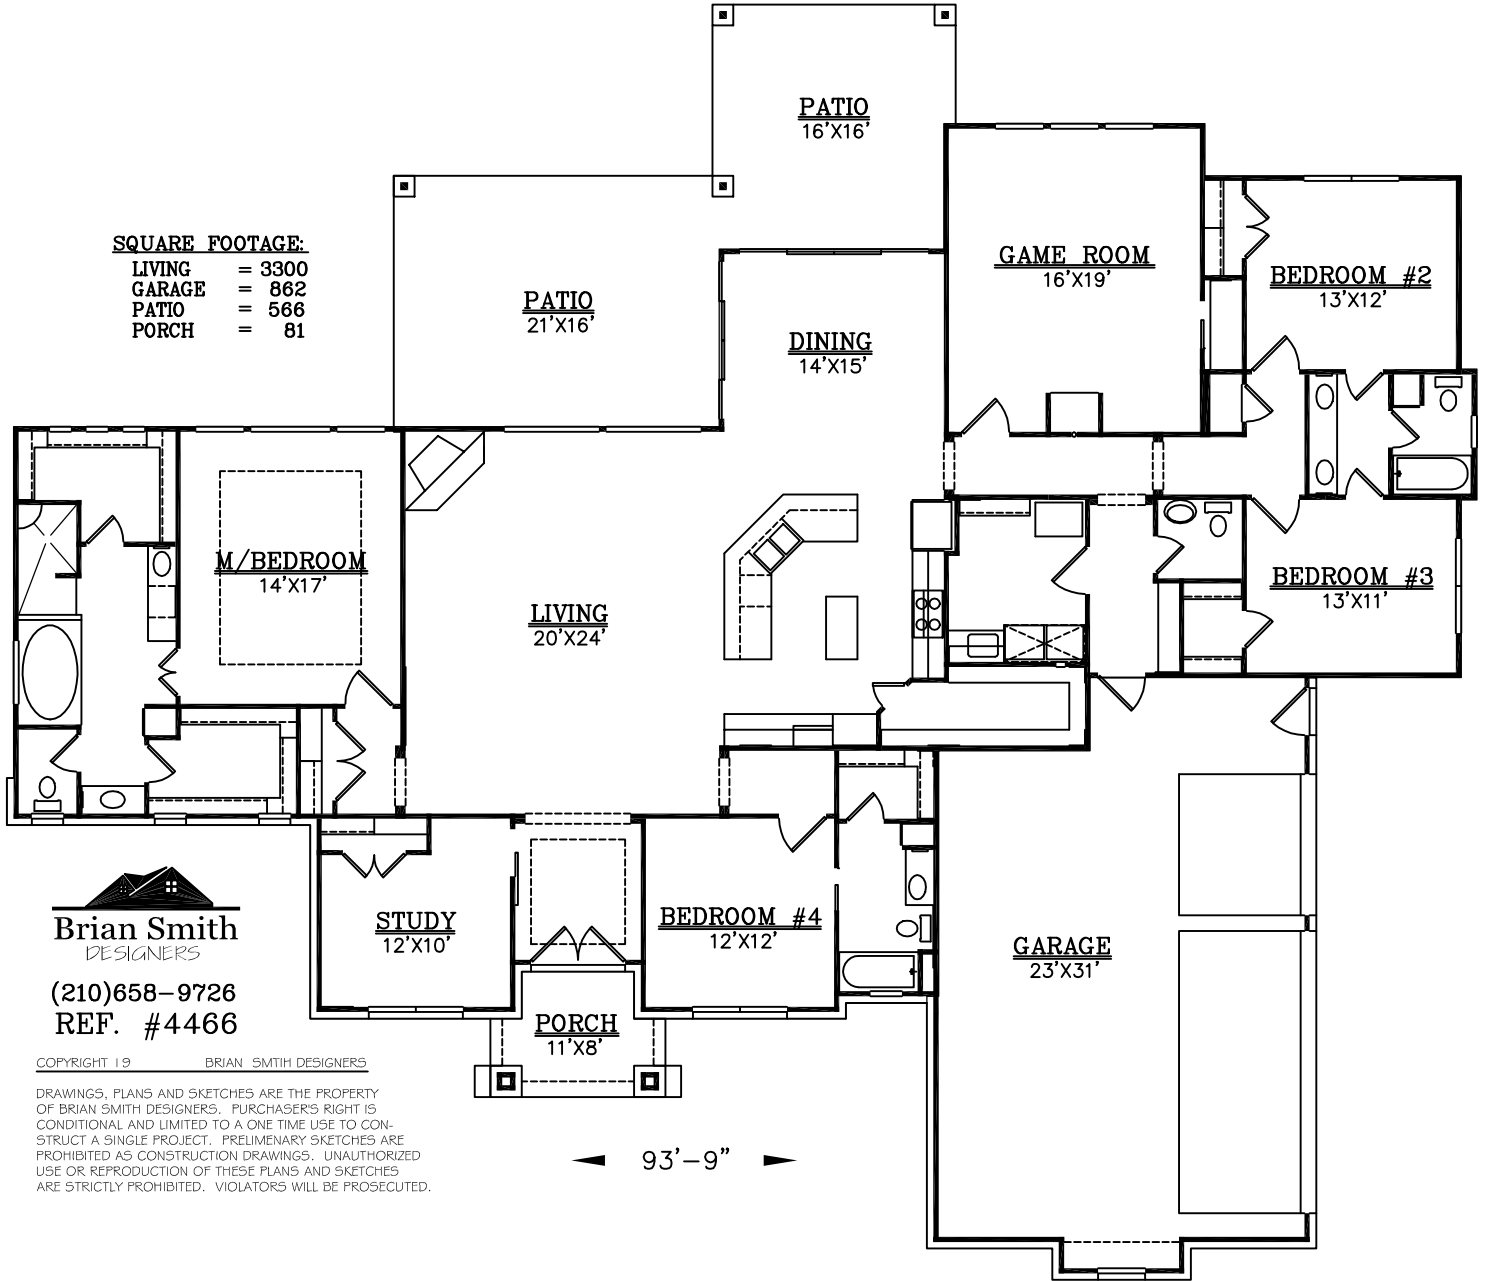 PATIO
16'X16'
SQUARE FOOTAGE:
LIVING = 3300
GARAGE = 862
PATIO = 566
PORCH = 81
PATIO
21'X16'
GAME ROOM
16'X19'
BEDROOM #2
13'X12'
DINING
14'X15'
M/BEDROOM
14'X17'
LIVING
20'X24'
BEDROOM #3
13'X11'
STUDY
12'X10'
BEDROOM #4
12'X12'
GARAGE
23'X31'
PORCH
11'X8'
Brian Smith
DESIGNERS
(210)658-9726
REF. #4466
COPYRIGHT 19 BRIAN SMTIH DESIGNERS
DRAWINGS, PLANS AND SKETCHES ARE THE PROPERTY
OF BRIAN SMITH DESIGNERS. PURCHASER'S RIGHT IS
CONDITIONAL AND LIMITED TO A ONE TIME USE TO CON-
STRUCT A SINGLE PROJECT. PRELIMENARY SKETCHES ARE
PROHIBITED AS CONSTRUCTION DRAWINGS. UNAUTHORIZED
USE OR REPRODUCTION OF THESE PLANS AND SKETCHES
ARE STRICTLY PROHIBITED. VIOLATORS WILL BE PROSECUTED.
93'-9"